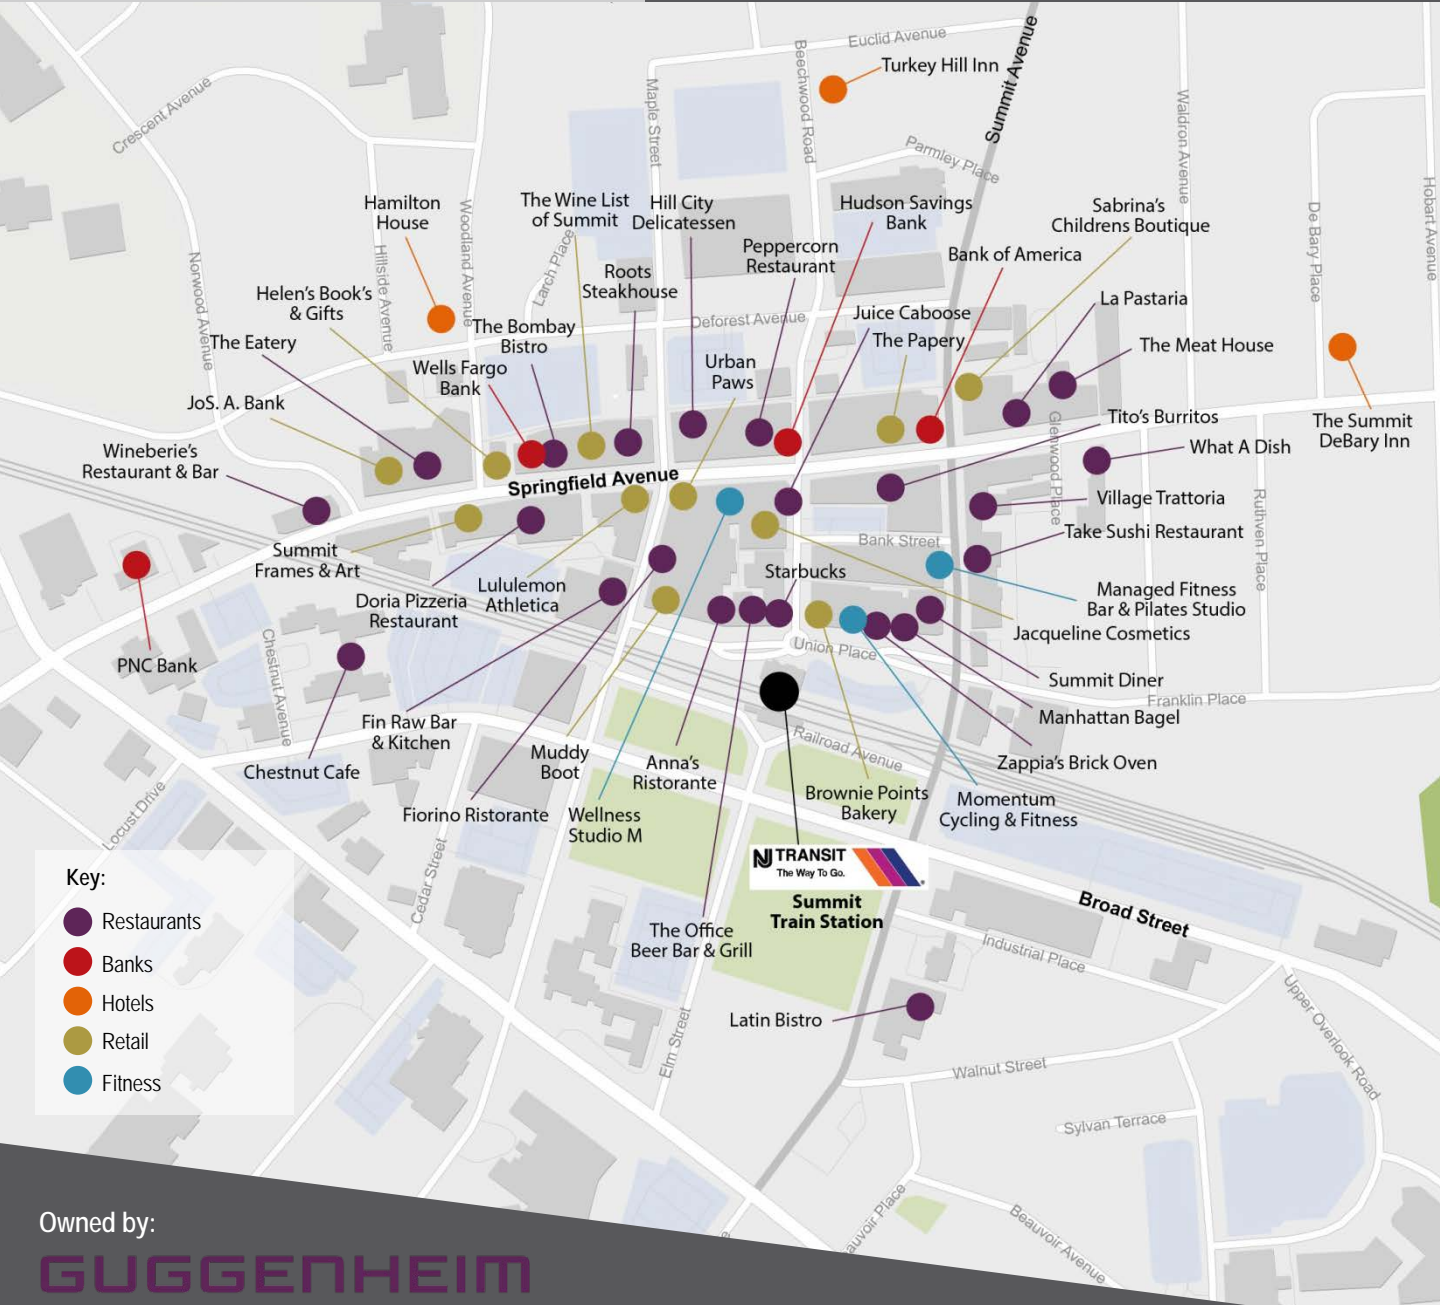 Euclid Avenue
Turkey Hill Inn
Summit Avenue
Crescent Avenue
Maple Street
Beechwood Road
Waldron Avenue
Parmley Place
Hobart Avenue
De Bary Place
Hamilton
House
The Wine List
of Summit
Hill City
Delicatessen
Hudson Savings
Bank
Sabrina's
Childrens Boutique
Woodland Avenue
Hillside Avenue
Norwood Avenue
Larch Place
Peppercorn
Restaurant
Bank of America
Roots
Steakhouse
Helen's Book's
& Gifts
La Pastaria
Deforest Avenue
Juice Caboose
The Papery
The Bombay
Bistro
The Eatery
Wells Fargo
Bank
Urban
Paws
The Meat House
JoS. A. Bank
Tito's Burritos
The Summit
DeBary Inn
Glenwood Place
Wineberie's
Restaurant & Bar
What A Dish
Springfield Avenue
Village Trattoria
Ruthven Place
Take Sushi Restaurant
Bank Street
Summit
Frames & Art
Starbucks
Lululemon
Athletica
Doria Pizzeria
Restaurant
Managed Fitness
Bar & Pilates Studio
Jacqueline Cosmetics
PNC Bank
Chestnut Avenue
Union Place
Summit Diner
Franklin Place
Manhattan Bagel
Fin Raw Bar
& Kitchen
Railroad Avenue
Zappia's Brick Oven
Chestnut Cafe
Muddy
Boot
Anna's
Ristorante
Brownie Points
Bakery
Momentum
Cycling & Fitness
Fiorino Ristorante
Wellness
Studio M
Locust Drive
Cedar Street
NJ TRANSIT
The Way To Go.
Summit
Train Station
Broad Street
The Office
Beer Bar & Grill
Industrial Place
Upper Overlook Road
Latin Bistro
Elm Street
Walnut Street
Sylvan Terrace
Beauvoir Avenue
Key:
Restaurants
Banks
Hotels
Retail
Fitness
Owned by:
GUGGENHEIM